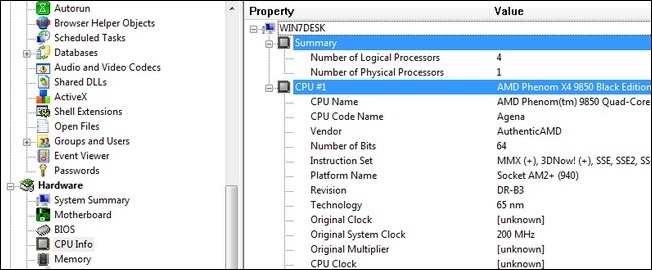 Autorun
Browser Helper Objects
Scheduled Tasks
Databases
Audio and Video Codecs
Shared DLLs
ActiveX
Shell Extensions
Open Files
Groups and Users
Event Viewer
Passwords
Hardware
System Summary
Motherboard
BIOS
CPU Info
Memory
Property Value
WIN7DESK
Summary
Number of Logical Processors 4
Number of Physical Processors 1
CPU #1 AMD Phenom X4 9850 Black Edition
CPU Name AMD Phenom(tm) 9850 Quad-Core
CPU Code Name Agena
Vendor AuthenticAMD
Number of Bits 64
Instruction Set MMX (+), 3DNow! (+), SSE, SSE2, SS
Platform Name Socket AM2+ (940)
Revision DR-B3
Technology 65 nm
Original Clock [unknown]
Original System Clock 200 MHz
Original Multiplier [unknown]
CPU Clock [unknown]